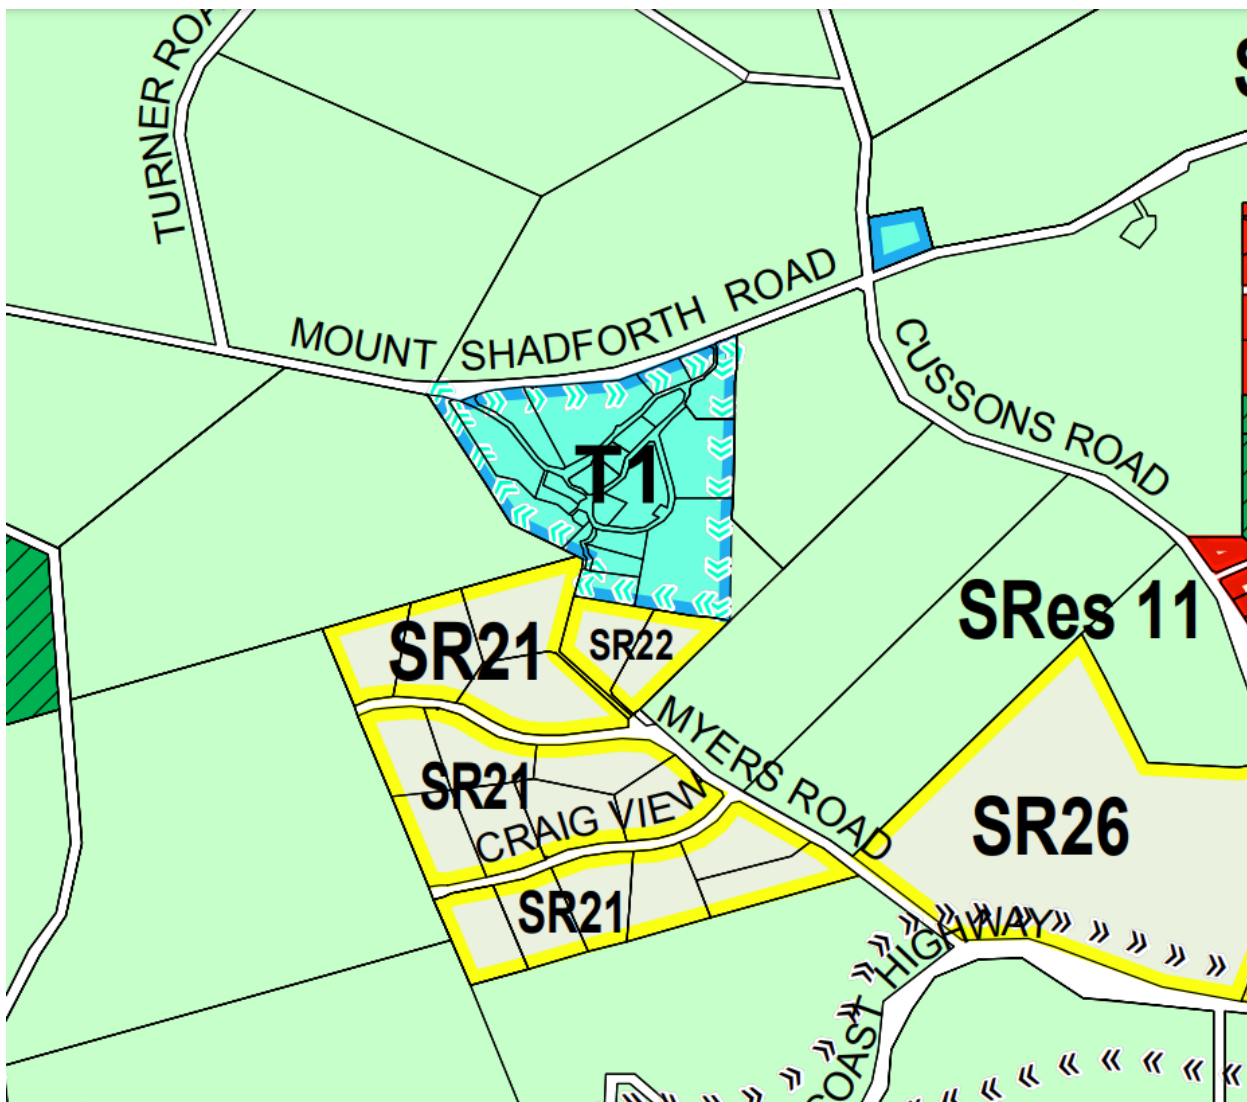 TURNER ROA
S
MOUNT SHADFORTH ROAD
CUSSONS ROAD
T1
SRes 11
SR21
SR22
MYERS ROAD
SR21
CRAIG VIEW
SR26
SR21
COAST HIGHWAY